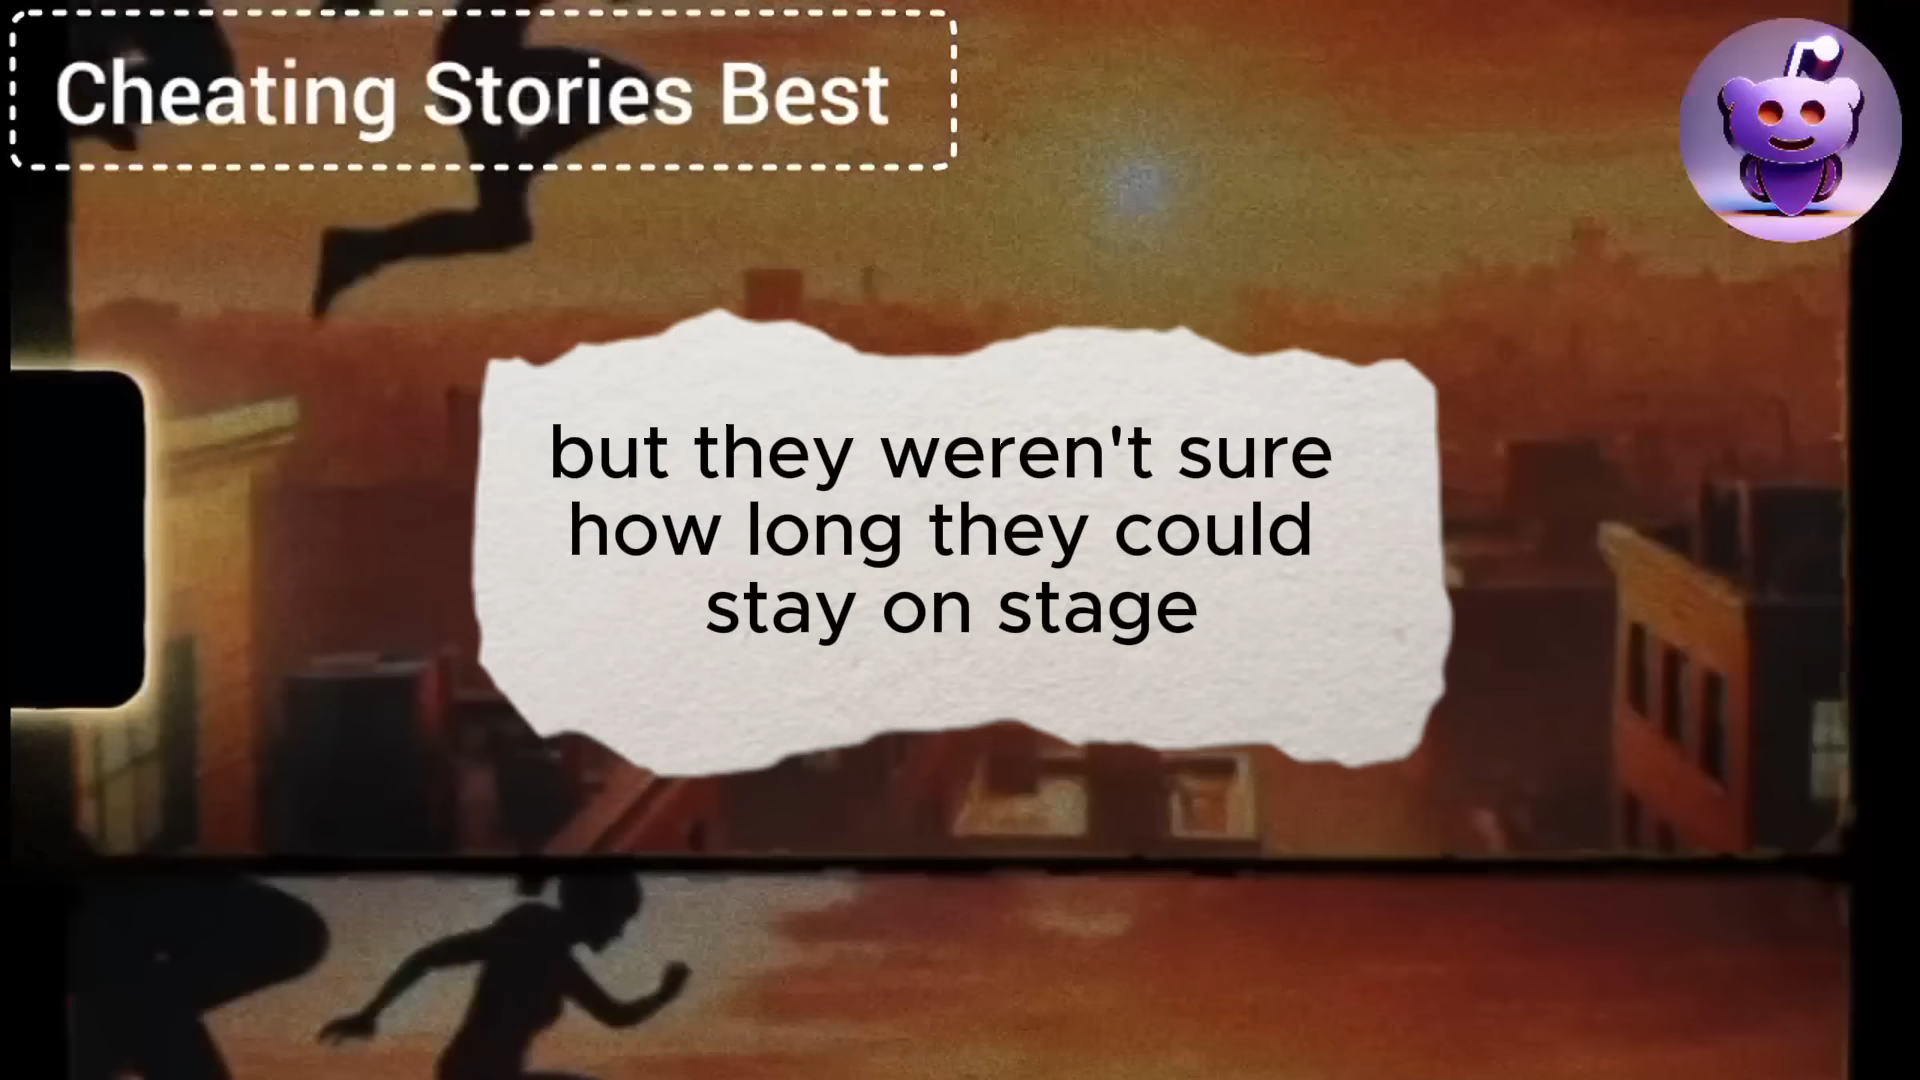 Cheating Stories Best
but they weren't sure
how long they could
stay on stage